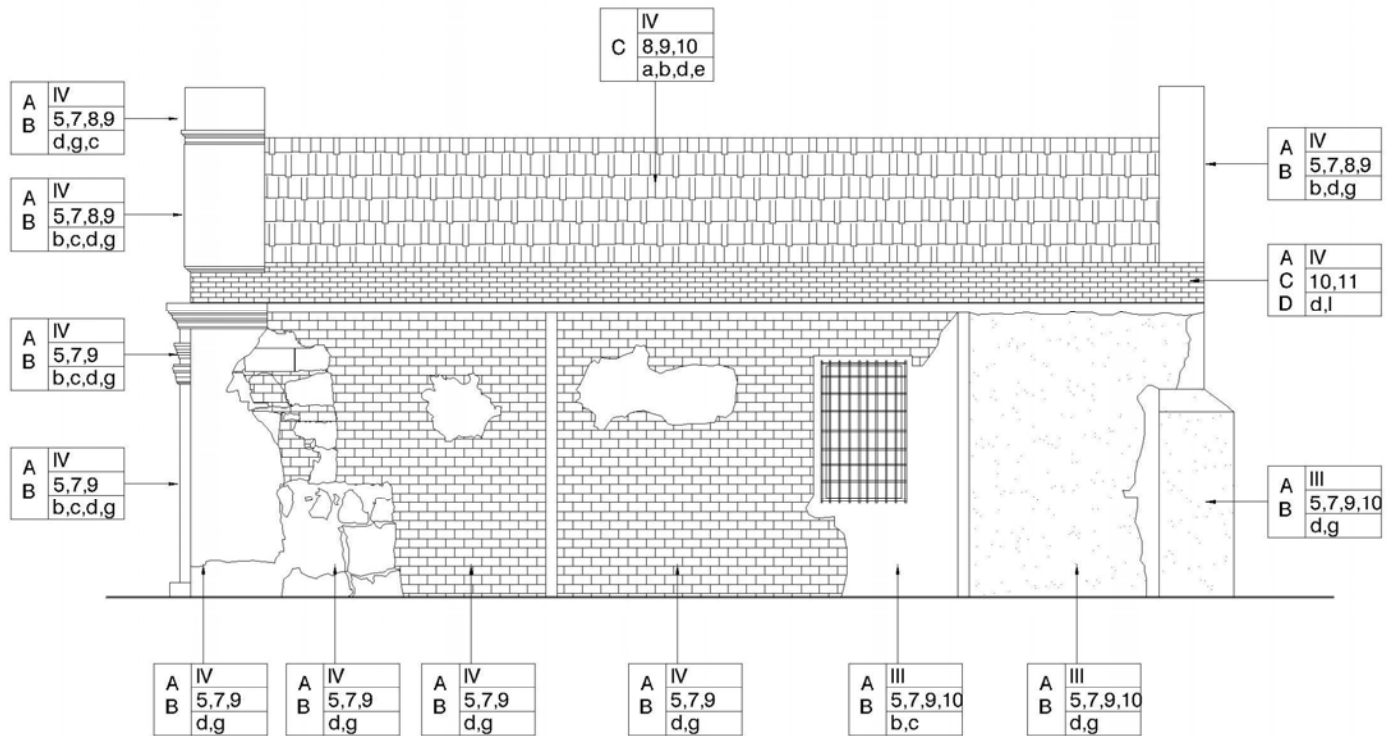 IV
C
8,9,10
a,b,d,e
A
B
IV
5,7,8,9
d,g,c
A
B
IV
5,7,8,9
b,d,g
A
B
IV
5,7,8,9
b,c,d,g
A
C
D
IV
10,11
d,l
A
B
IV
5,7,9
b,c,d,g
A
B
IV
5,7,9
b,c,d,g
A
B
III
5,7,9,10
d,g
A
B
IV
5,7,9
d,g
A
B
IV
5,7,9
d,g
A
B
IV
5,7,9
d,g
A
B
IV
5,7,9
d,g
A
B
III
5,7,9,10
b,c
A
B
III
5,7,9,10
d,g